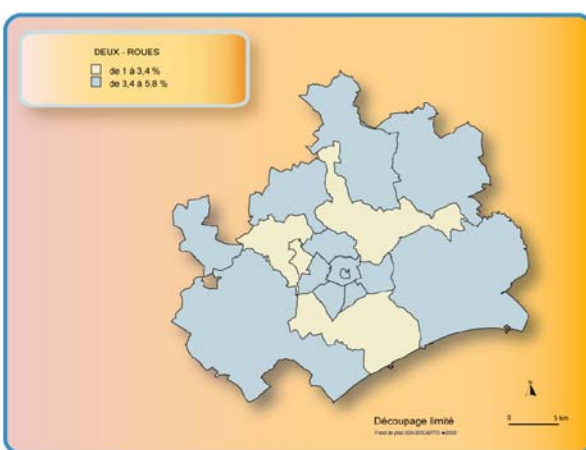 DEUX - ROUES
de 1 à 3,4 %
de 3,4 à 5,8 %
N
Découpage limité
0 5 km